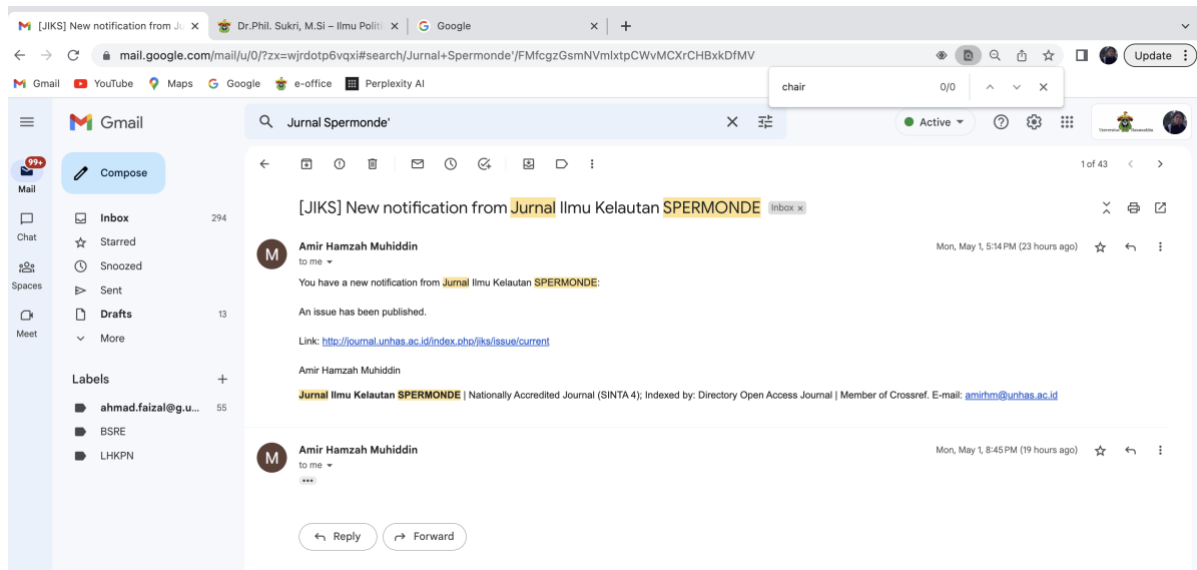 [JIKS] New notification from Ju
Dr.Phil. Sukri, M.Si – Ilmu Politi
Google
mail.google.com/mail/u/0/?zx=wjrdotp6vqxi#search/Jurnal+Spermonde'/FMfcgzGsmNVmlxtpCWvMCXrCHBxkDfMV
Update
Gmail YouTube Maps Google e-office Perplexity AI
chair 0/0
Gmail
Jurnal Spermonde'
Active
99+
Mail
Chat
Spaces
Meet
Compose
Inbox 294
Starred
Snoozed
Sent
Drafts 13
More
Labels
ahmad.faizal@g.u... 55
BSRE
LHKPN
1 of 43
[JIKS] New notification from Jurnal Ilmu Kelautan SPERMONDE Inbox x
M
Amir Hamzah Muhiddin Mon, May 1, 5:14 PM (23 hours ago)
to me
You have a new notification from Jurnal Ilmu Kelautan SPERMONDE:
An issue has been published.
Link: http://journal.unhas.ac.id/index.php/jiks/issue/current
Amir Hamzah Muhiddin
Jurnal Ilmu Kelautan SPERMONDE | Nationally Accredited Journal (SINTA 4); Indexed by: Directory Open Access Journal | Member of Crossref. E-mail: amirhm@unhas.ac.id
M
Amir Hamzah Muhiddin Mon, May 1, 8:45 PM (19 hours ago)
to me
Reply Forward